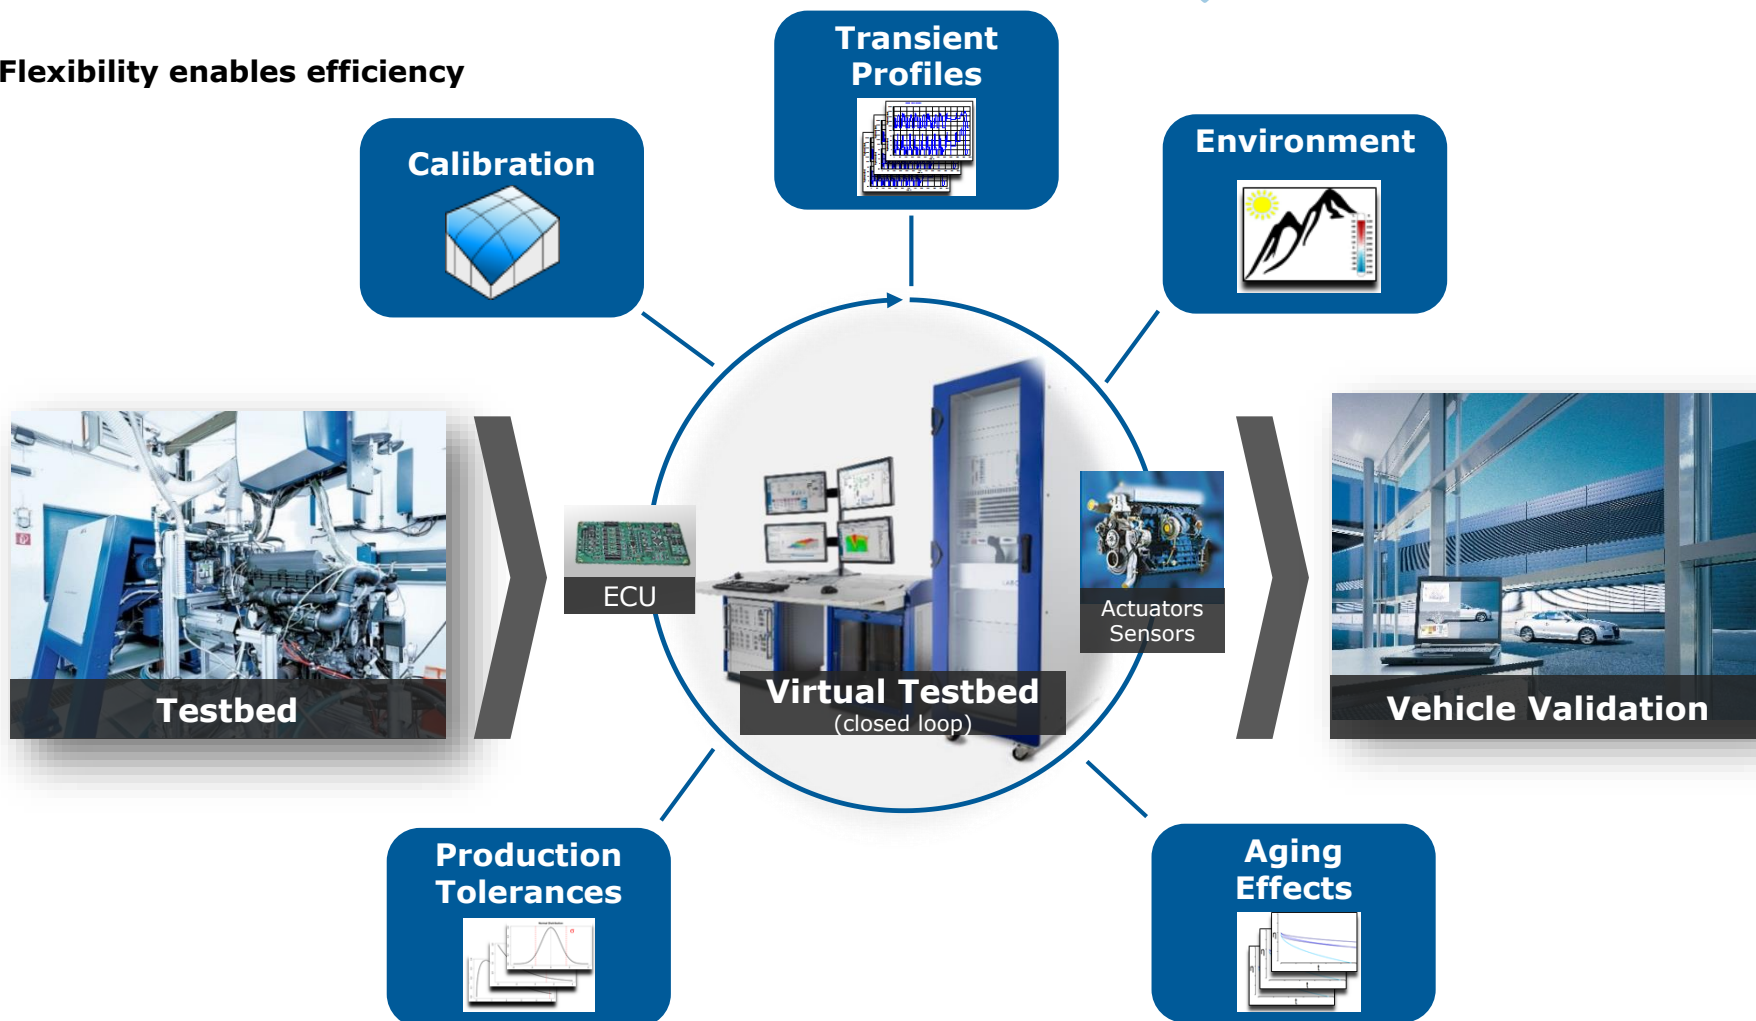 Flexibility enables efficiency
Transient
Profiles
Calibration
Environment
Testbed
ECU
Virtual Testbed
(closed loop)
Actuators
Sensors
Vehicle Validation
Production
Tolerances
Aging
Effects